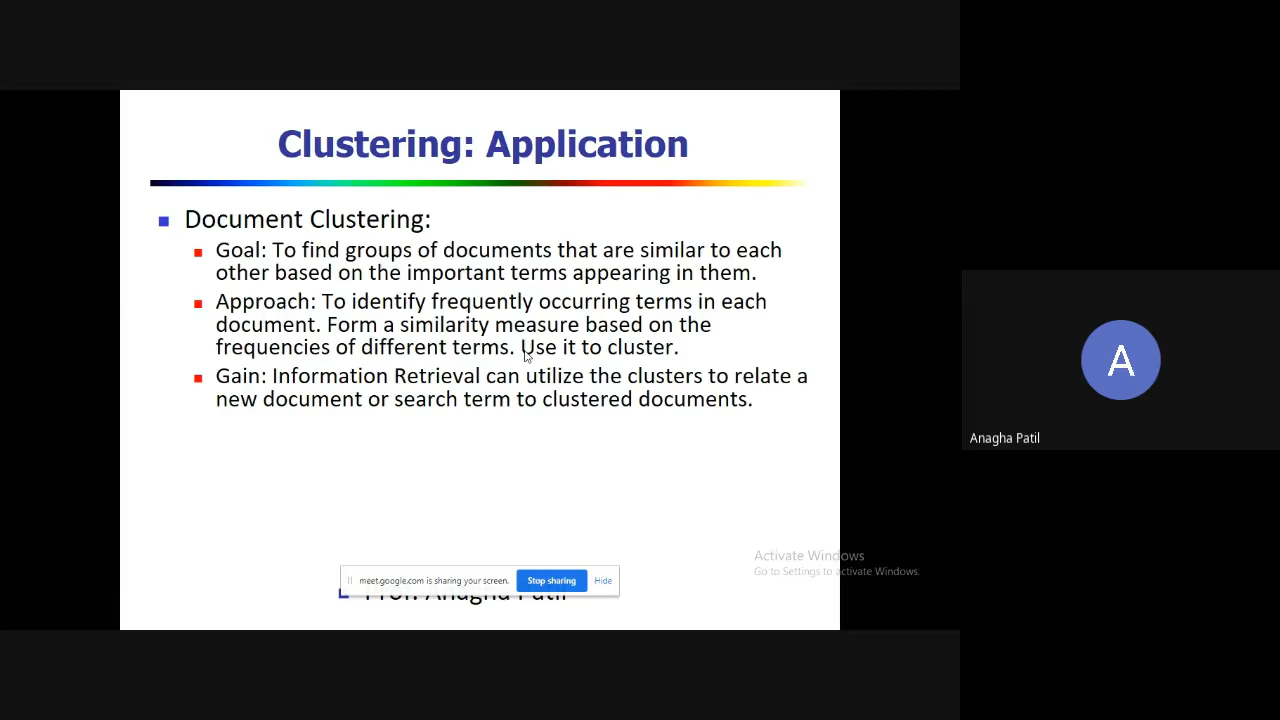 Clustering: Application
Document Clustering:
Goal: To find groups of documents that are similar to each
other based on the important terms appearing in them.
Approach: To identify frequently occurring terms in each
document. Form a similarity measure based on the
frequencies of different terms. Use it to cluster.
Gain: Information Retrieval can utilize the clusters to relate a
new document or search term to clustered documents.
Activate Windows
Go to Settings to activate Windows.
meet.google.com is sharing your screen. Stop sharing Hide
Prof. Anagha Patil
A
Anagha Patil